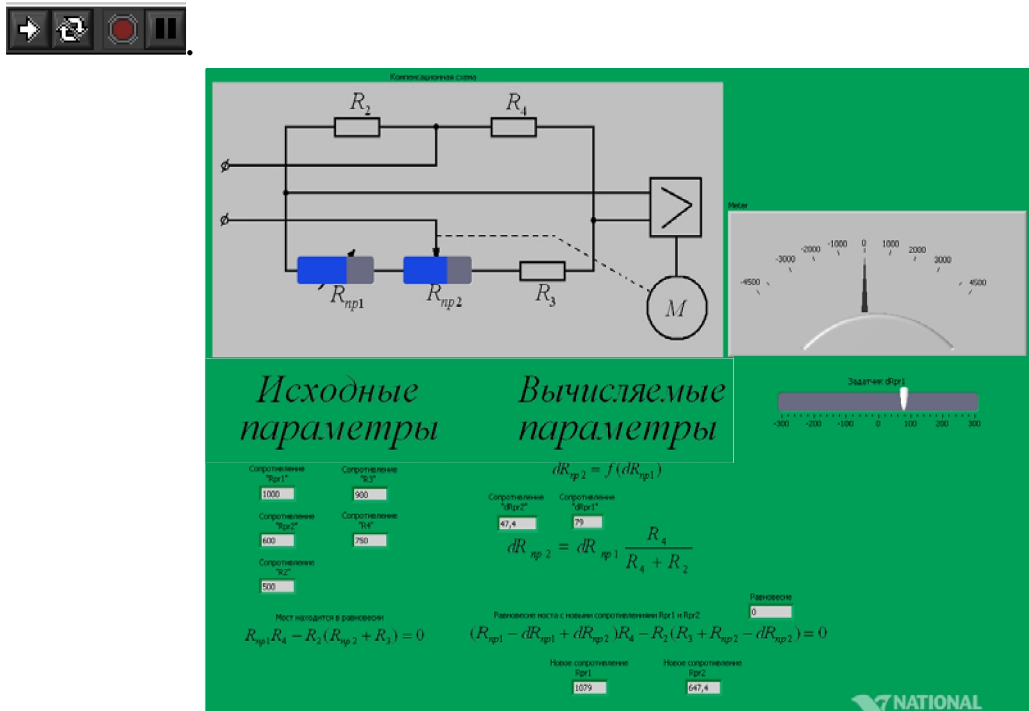 Компенсационная схема
R₂
R₄
Rпр1
Rпр2
R₃
M
Meter
-4500 -3000 -2000 -1000 0 1000 2000 3000 4500
Задатчик dRpr1
-300 -200 -100 0 100 200 300
Исходные
параметры
Вычисляемые
параметры
Сопротивление
"Rpr1"
1000
Сопротивление
"R3"
900
Сопротивление
"Rpr2"
600
Сопротивление
"R4"
750
Сопротивление
"R2"
500
dRпр2 = f(dRпр1)
Сопротивление
"dRpr2"
47,4
Сопротивление
"dRpr1"
79
dRпр2 = dRпр1 R₄ / (R₄ + R₂)
Мост находится в равновесии
Rпр1R₄ − R₂(Rпр2 + R₃) = 0
Равновесие
0
Равновесие моста с новыми сопротивлениями Rpr1 и Rpr2
(Rпр1 − dRпр1 + dRпр2)R₄ − R₂(R₃ + Rпр2 − dRпр2) = 0
Новое сопротивление
Rpr1
1079
Новое сопротивление
Rpr2
647,4
NATIONAL